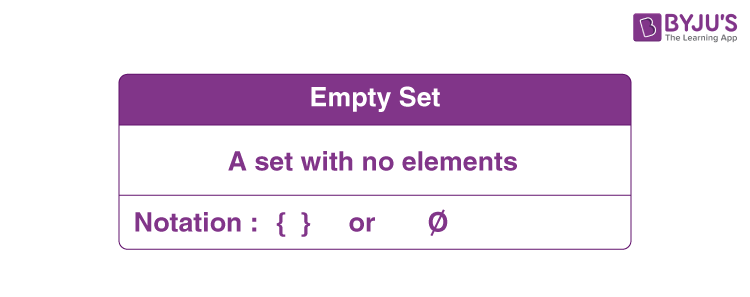 BYJU'S
The Learning App
Empty Set
A set with no elements
Notation : { } or Ø